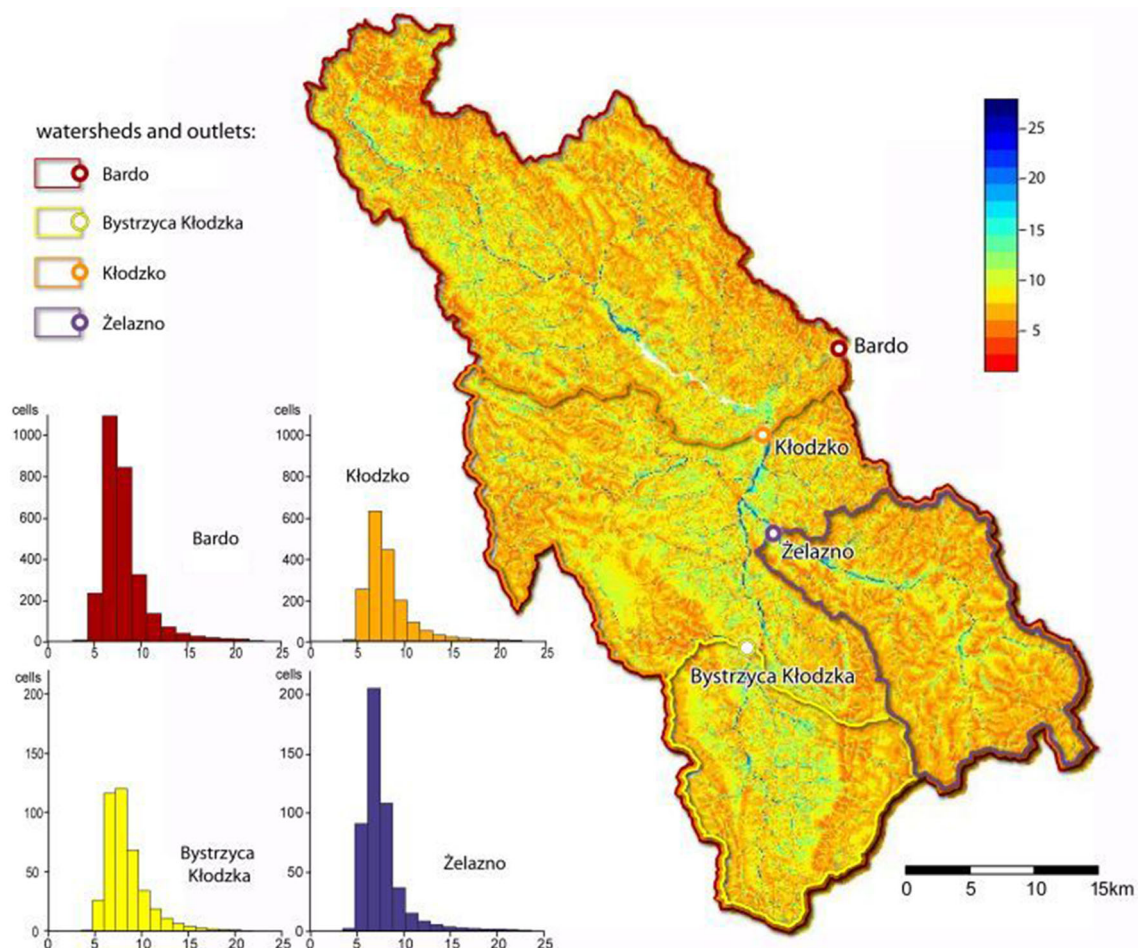 watersheds and outlets:
Bardo
Bystrzyca Kłodzka
Kłodzko
Żelazno
25
20
15
10
5
Bardo
Kłodzko
Żelazno
Bystrzyca Kłodzka
cells
1000
800
600
400
200
0
0 5 10 15 20 25
Bardo
cells
1000
800
600
400
200
0
0 5 10 15 20 25
Kłodzko
cells
200
150
100
50
0
0 5 10 15 20 25
Bystrzyca
Kłodzka
cells
200
150
100
50
0
0 5 10 15 20 25
Żelazno
0 5 10 15km